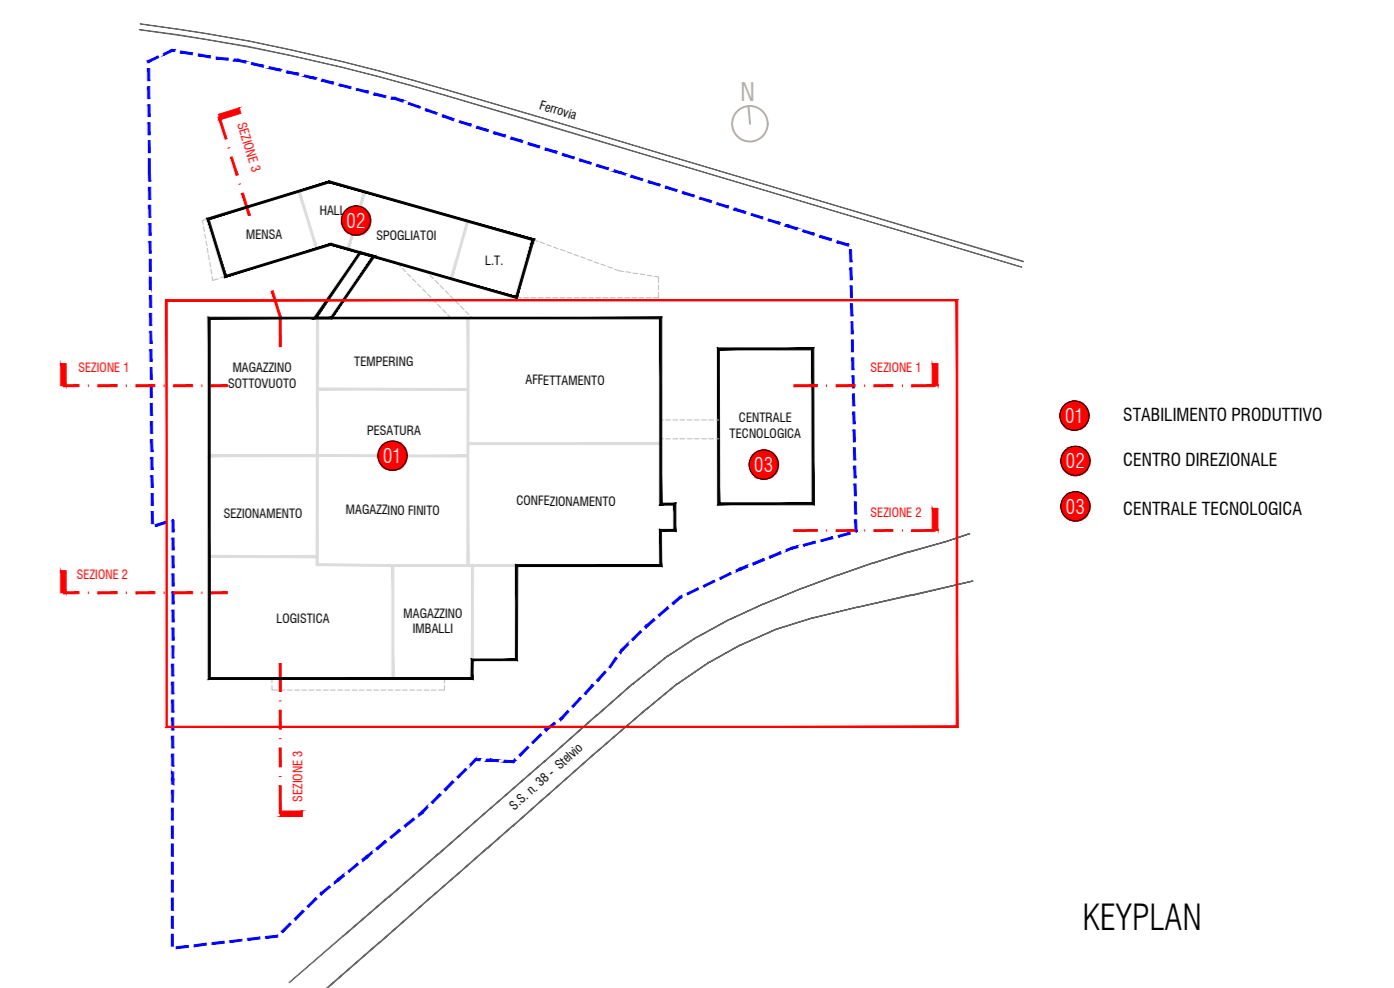 N
Ferrovia
SEZIONE 3
HALL
02
MENSA
SPOGLIATOI
L.T.
SEZIONE 1
MAGAZZINO
SOTTOVUOTO
TEMPERING
AFFETTAMENTO
SEZIONE 1
PESATURA
01
CENTRALE
TECNOLOGICA
03
SEZIONAMENTO
MAGAZZINO FINITO
CONFEZIONAMENTO
SEZIONE 2
SEZIONE 2
LOGISTICA
MAGAZZINO
IMBALLI
SEZIONE 3
S.S. n. 38 - Stelvio
01 STABILIMENTO PRODUTTIVO
02 CENTRO DIREZIONALE
03 CENTRALE TECNOLOGICA
KEYPLAN